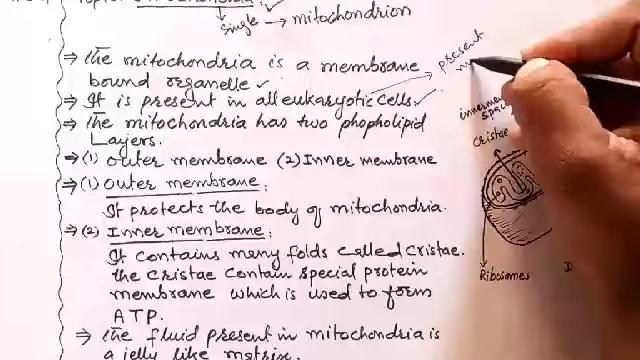 single → mitochondrion
⇒ The mitochondria is a membrane
bound organelle ✓
⇒ It is present in all eukaryotic cells ✓
present
⇒ The mitochondria has two phopholipid
Layers.
⇒ (1) Outer membrane (2) Inner membrane
⇒ (1) Outer membrane:
It protects the body of mitochondria.
⇒ (2) Inner membrane:
It contains many folds called Cristae.
The Cristae contain special protein
membrane which is used to form
ATP.
⇒ The fluid present in mitochondria is
a jelly like matrix.
Cristae
Ribosomes
D